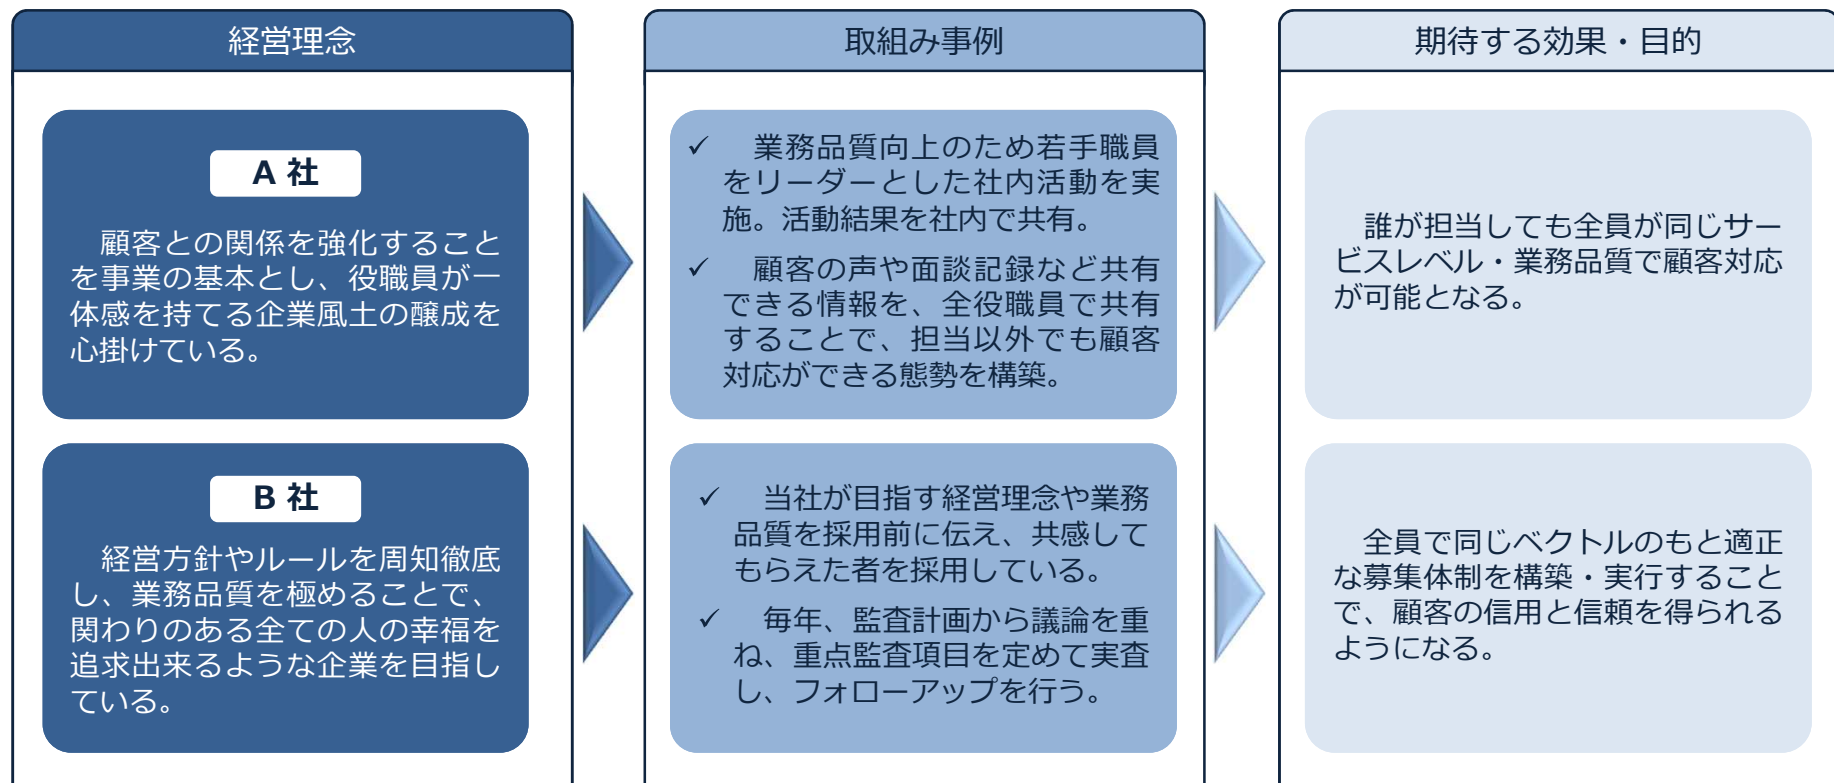 経営理念
取組み事例
期待する効果・目的
A 社
顧客との関係を強化すること
を事業の基本とし、役職員が一
体感を持てる企業風土の醸成を
心掛けている。
✓ 業務品質向上のため若手職員
をリーダーとした社内活動を実
施。活動結果を社内で共有。
✓ 顧客の声や面談記録など共有
できる情報を、全役職員で共有
することで、担当以外でも顧客
対応ができる態勢を構築。
誰が担当しても全員が同じサー
ビスレベル・業務品質で顧客対応
が可能となる。
B 社
経営方針やルールを周知徹底
し、業務品質を極めることで、
関わりのある全ての人の幸福を
追求出来るような企業を目指し
ている。
✓ 当社が目指す経営理念や業務
品質を採用前に伝え、共感して
もらえた者を採用している。
✓ 毎年、監査計画から議論を重
ね、重点監査項目を定めて実査
し、フォローアップを行う。
全員で同じベクトルのもと適正
な募集体制を構築・実行すること
で、顧客の信用と信頼を得られる
ようになる。